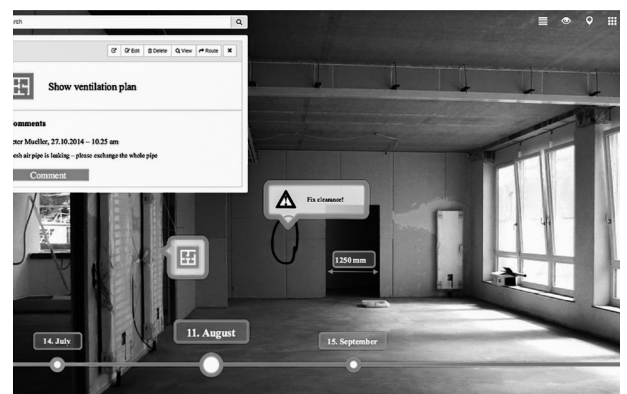 rch
Edit Delete View Route
Show ventilation plan
omments
eter Mueller, 27.10.2014 – 10.25 am
esh air pipe is leaking – please exchange the whole pipe
Comment
Fix clearance!
1250 mm
14. July
11. August
15. September